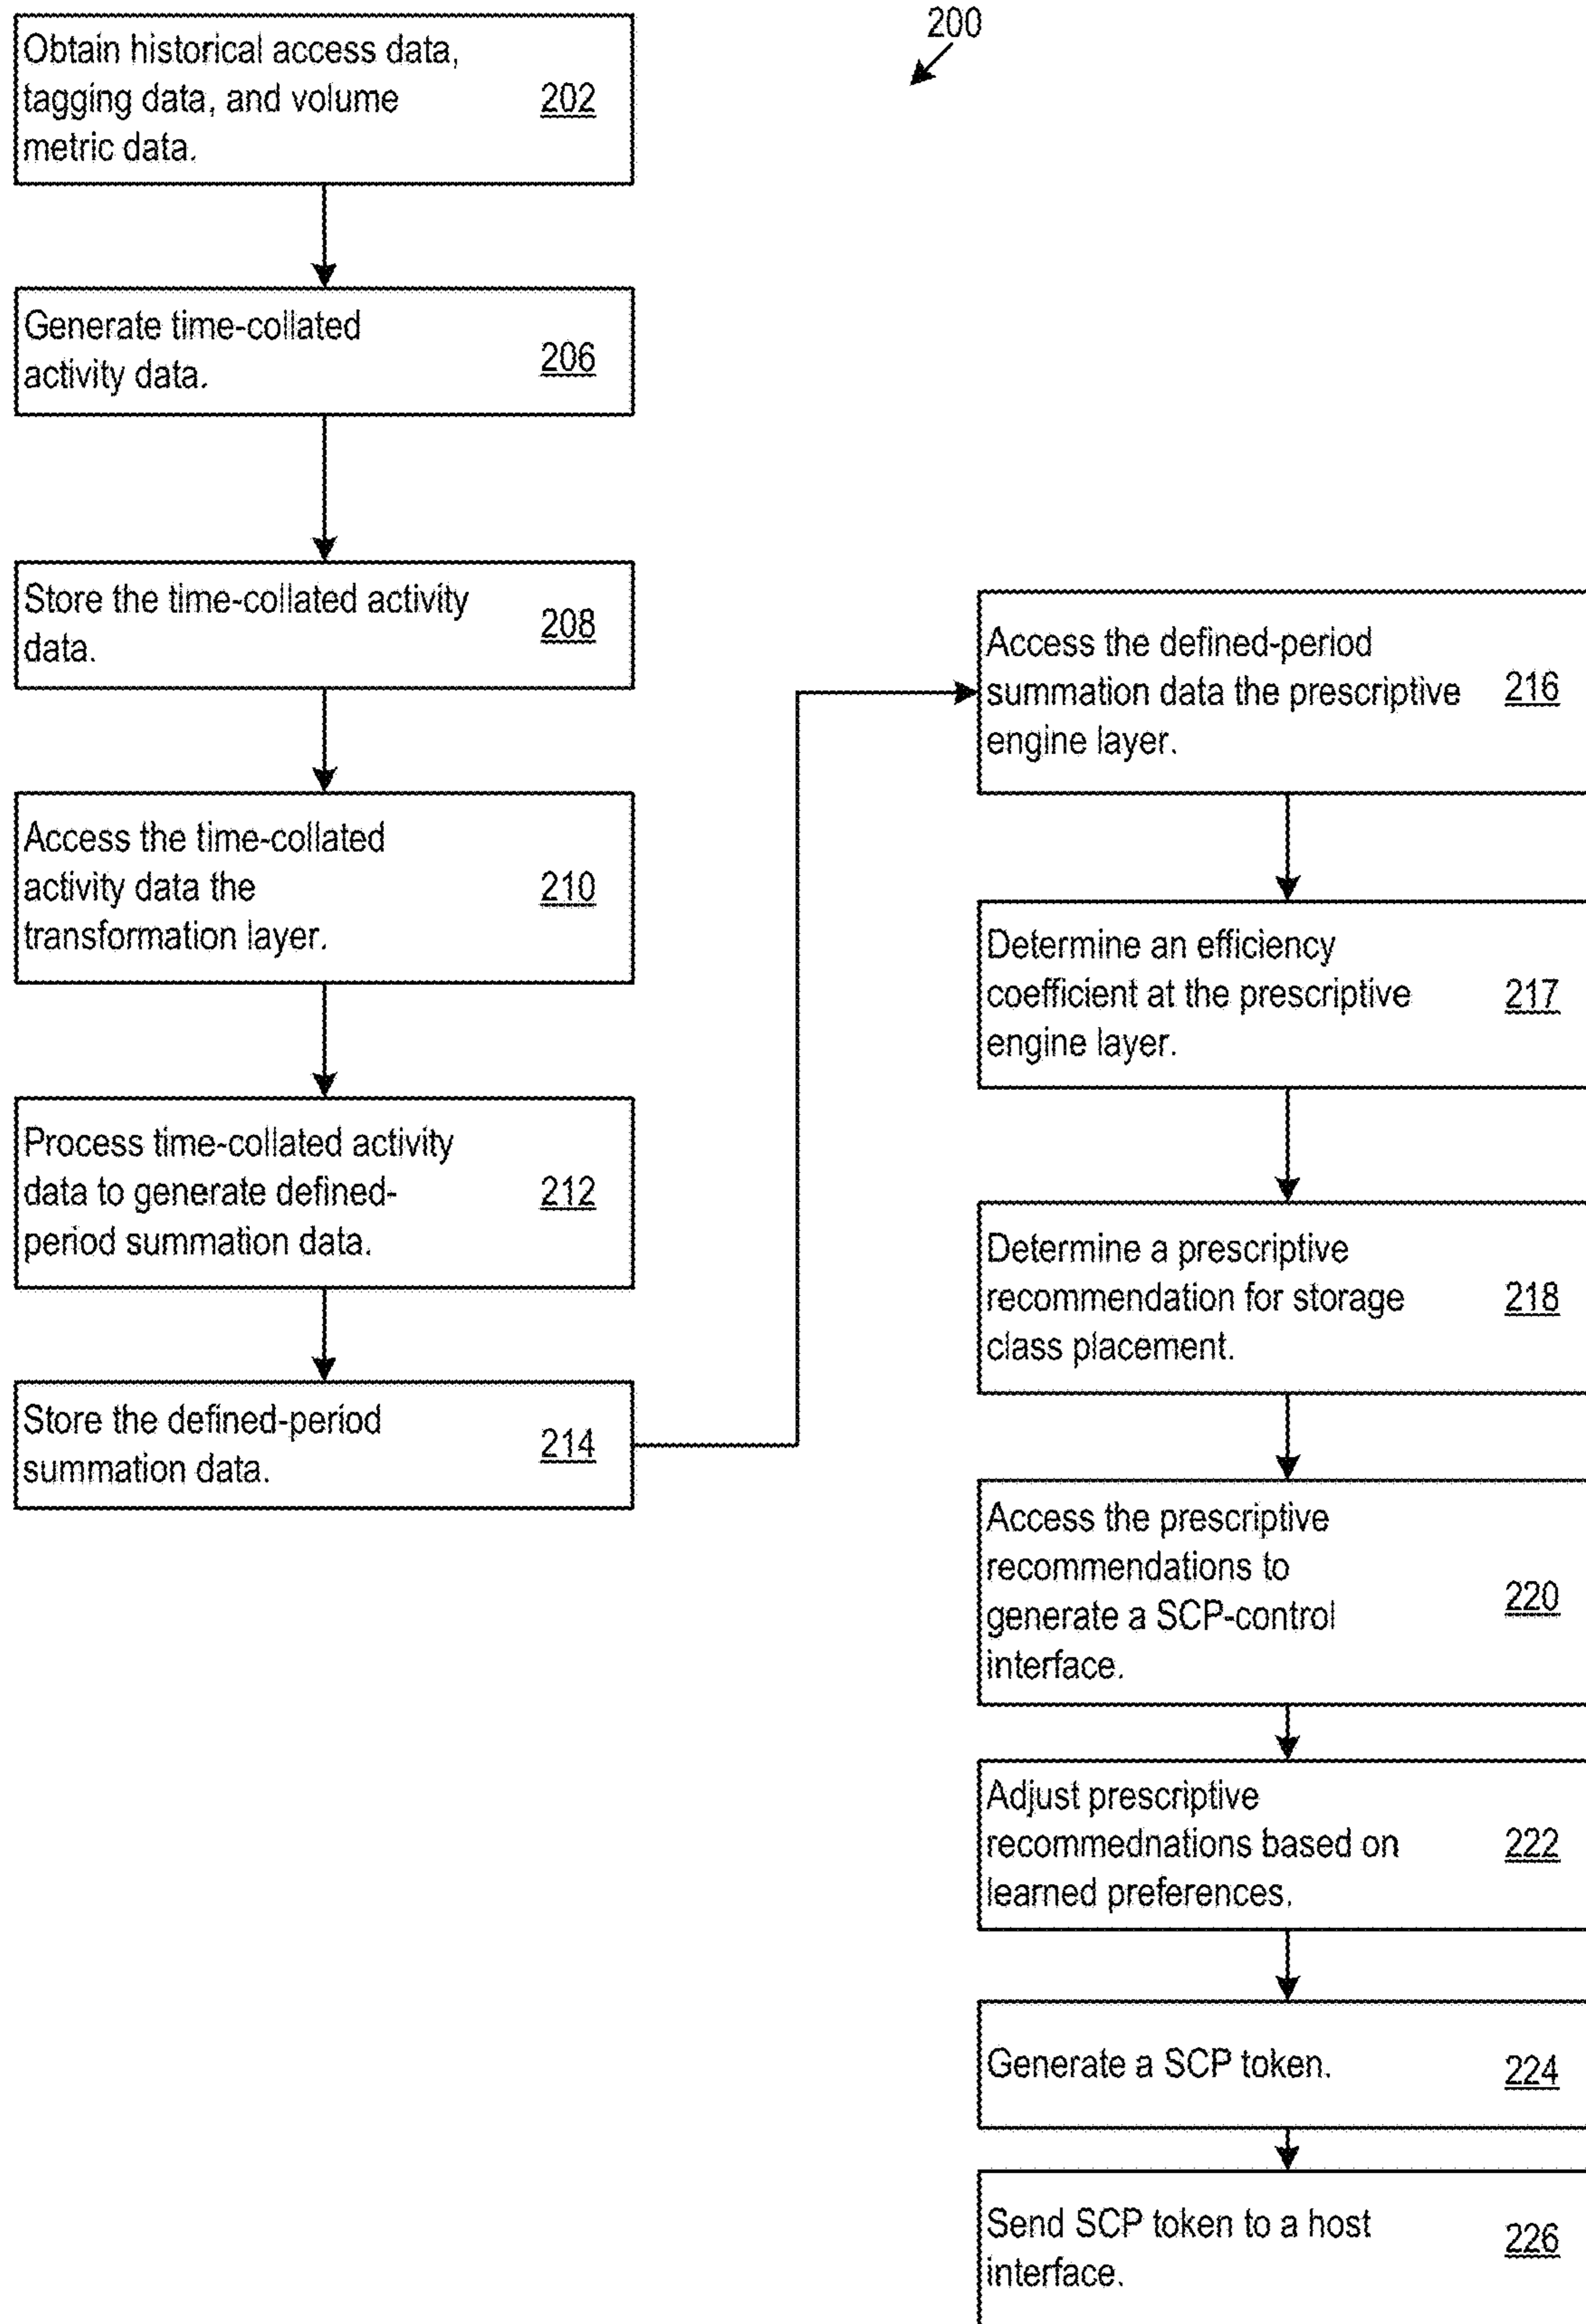 200
Obtain historical access data,
tagging data, and volume
metric data.
202
Generate time-collated
activity data.
206
Store the time-collated activity
data.
208
Access the time-collated
activity data the
transformation layer.
210
Process time-collated activity
data to generate defined-
period summation data.
212
Store the defined-period
summation data.
214
Access the defined-period
summation data the prescriptive
engine layer.
216
Determine an efficiency
coefficient at the prescriptive
engine layer.
217
Determine a prescriptive
recommendation for storage
class placement.
218
Access the prescriptive
recommendations to
generate a SCP-control
interface.
220
Adjust prescriptive
recommednations based on
learned preferences.
222
Generate a SCP token.
224
Send SCP token to a host
interface.
226